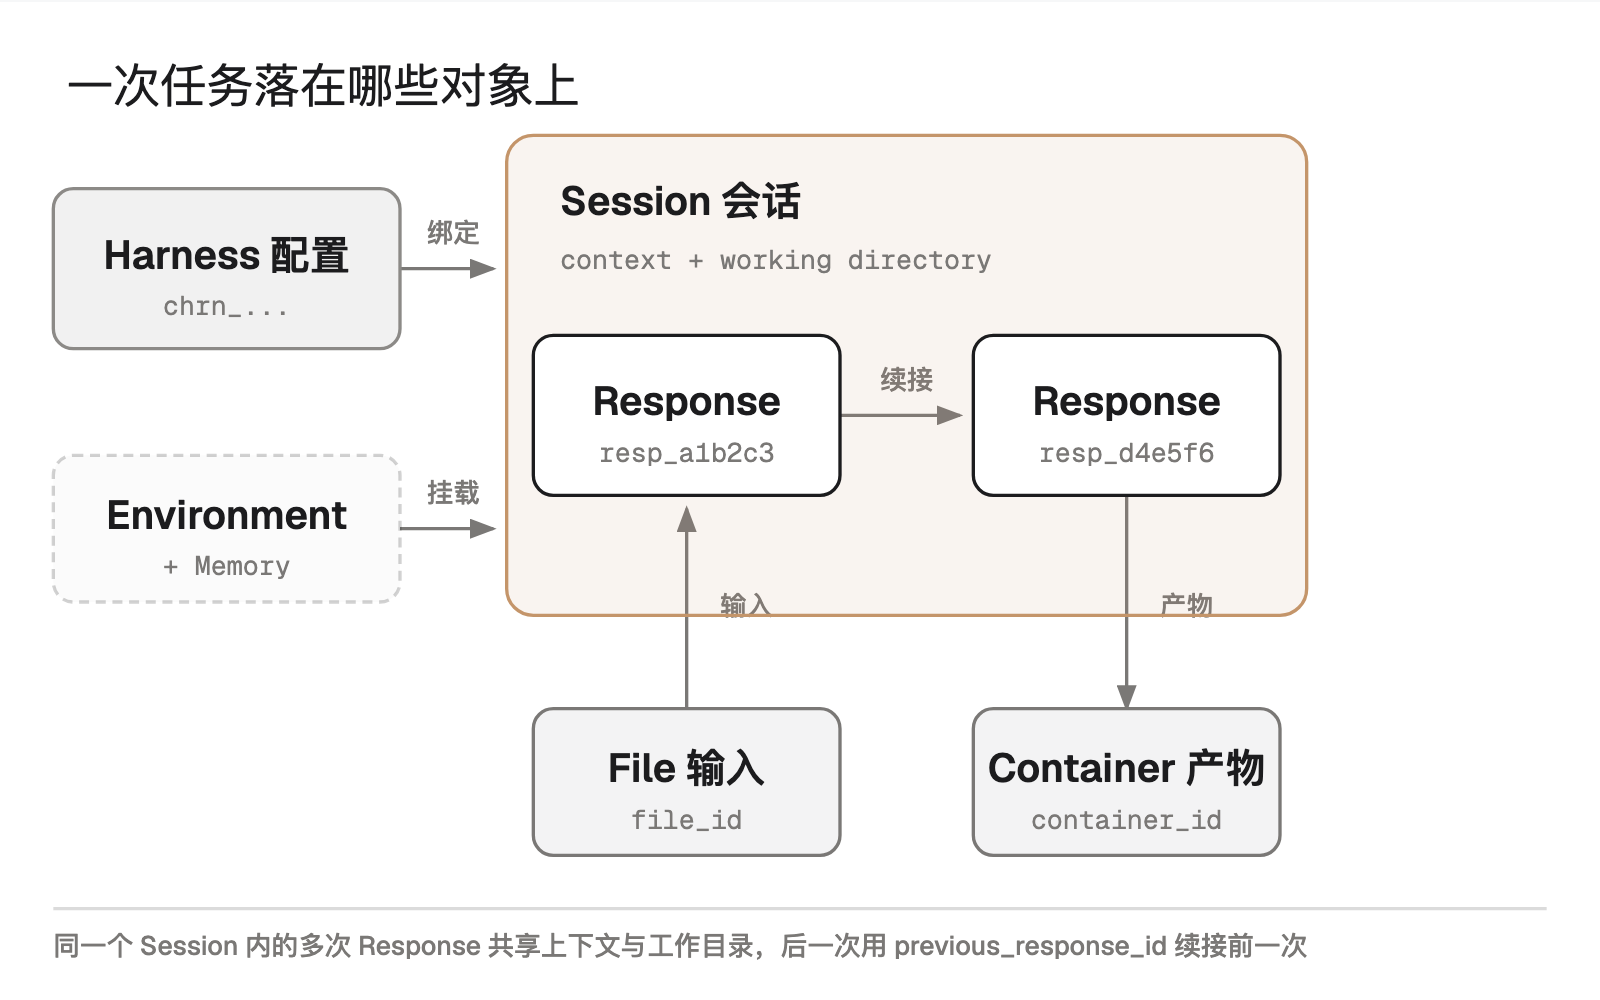 一次任务落在哪些对象上
Harness 配置
chrn_...
绑定
Session 会话
context + working directory
Response
resp_a1b2c3
续接
Response
resp_d4e5f6
Environment
+ Memory
挂载
输入
产物
File 输入
file_id
Container 产物
container_id
同一个 Session 内的多次 Response 共享上下文与工作目录，后一次用 previous_response_id 续接前一次